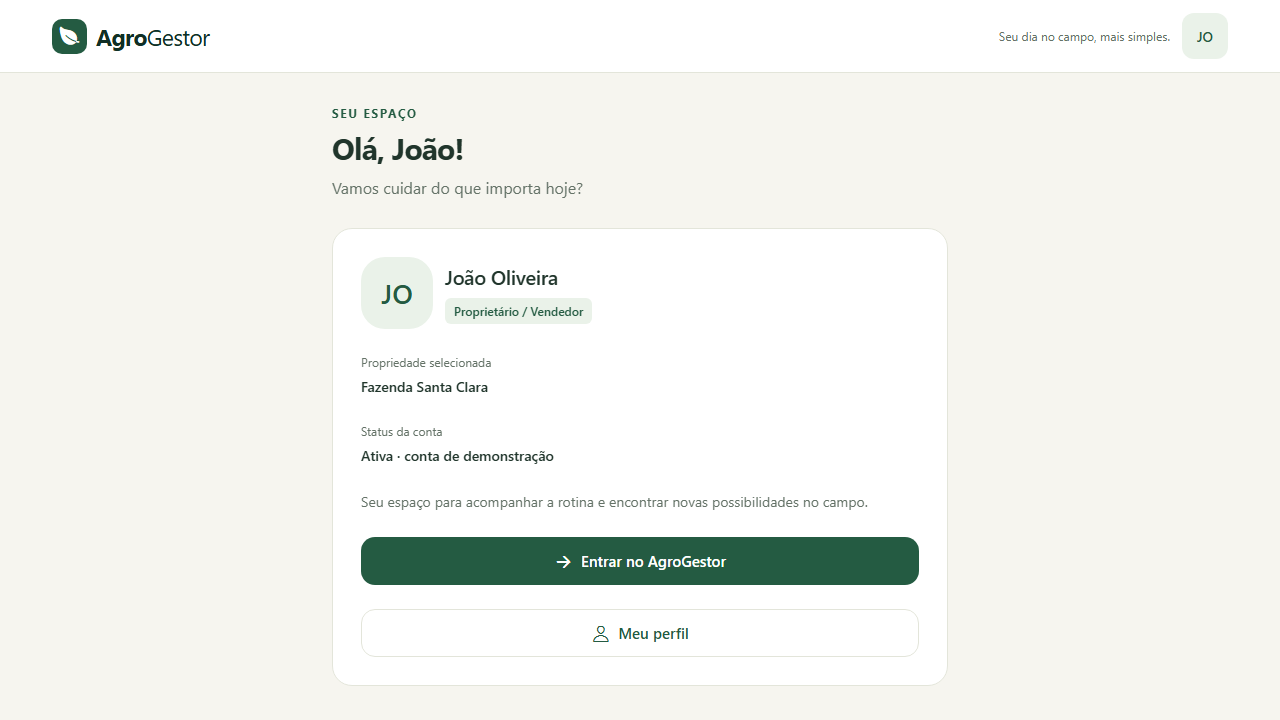 AgroGestor
Seu dia no campo, mais simples.
JO
SEU ESPAÇO
Olá, João!
Vamos cuidar do que importa hoje?
JO
João Oliveira
Proprietário / Vendedor
Propriedade selecionada
Fazenda Santa Clara
Status da conta
Ativa · conta de demonstração
Seu espaço para acompanhar a rotina e encontrar novas possibilidades no campo.
Entrar no AgroGestor
Meu perfil